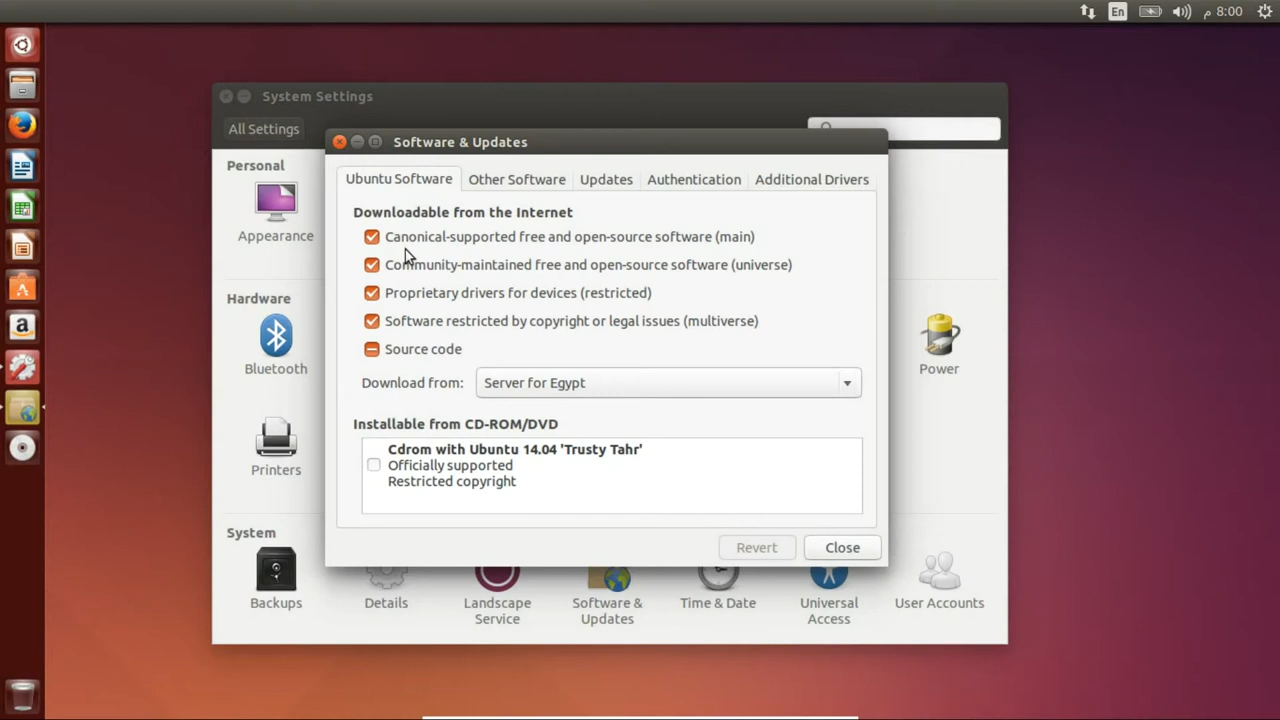 En
م 8:00
System Settings
All Settings
Software & Updates
Personal
Appearance
Hardware
Bluetooth
Printers
Power
System
Backups
Details
Landscape
Service
Software &
Updates
Time & Date
Universal
Access
User Accounts
Ubuntu Software
Other Software
Updates
Authentication
Additional Drivers
Downloadable from the Internet
Canonical-supported free and open-source software (main)
Community-maintained free and open-source software (universe)
Proprietary drivers for devices (restricted)
Software restricted by copyright or legal issues (multiverse)
Source code
Download from:
Server for Egypt
Installable from CD-ROM/DVD
Cdrom with Ubuntu 14.04 'Trusty Tahr'
Officially supported
Restricted copyright
Revert
Close